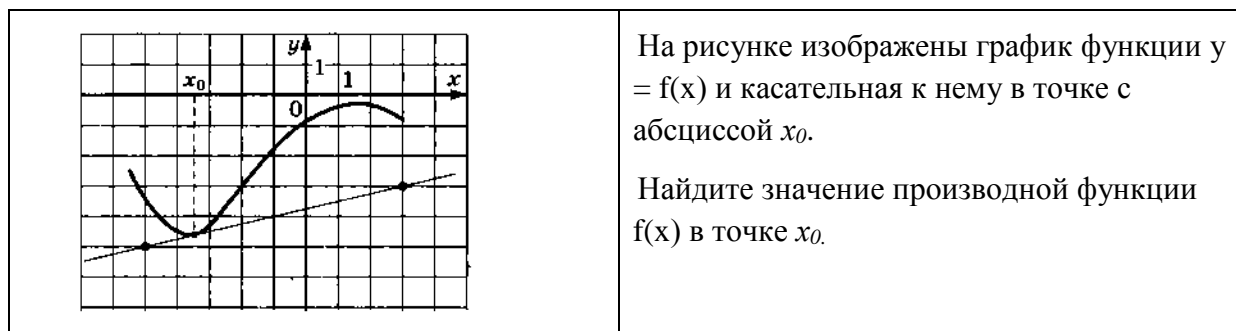 y
1
x₀
1
x
0
На рисунке изображены график функции y
= f(x) и касательная к нему в точке с
абсциссой x₀.
Найдите значение производной функции
f(x) в точке x₀.